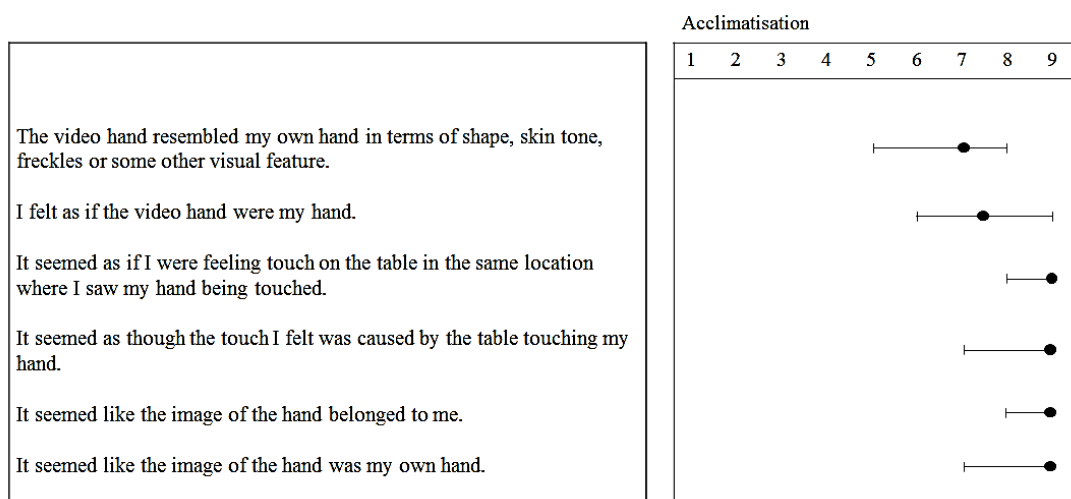 Acclimatisation
1 2 3 4 5 6 7 8 9
The video hand resembled my own hand in terms of shape, skin tone,
freckles or some other visual feature.
I felt as if the video hand were my hand.
It seemed as if I were feeling touch on the table in the same location
where I saw my hand being touched.
It seemed as though the touch I felt was caused by the table touching my
hand.
It seemed like the image of the hand belonged to me.
It seemed like the image of the hand was my own hand.